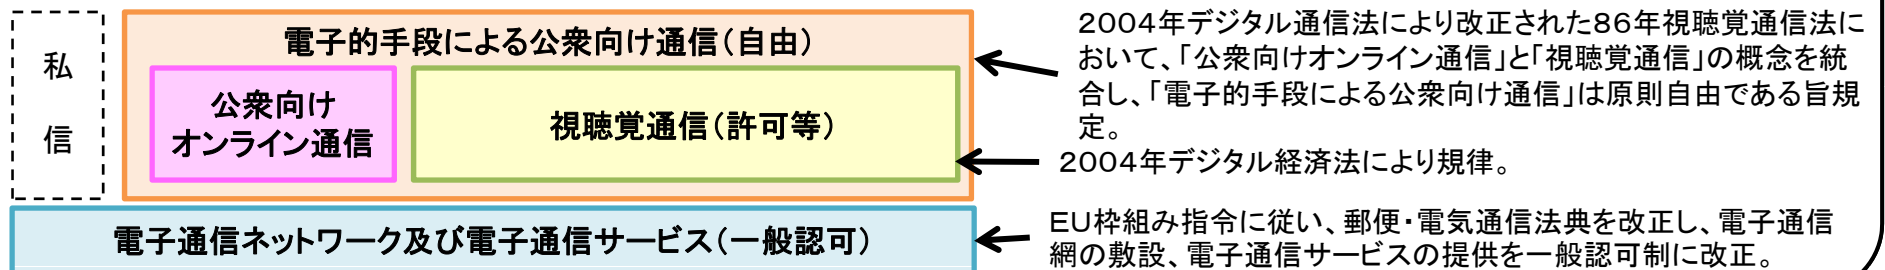 私
信
電子的手段による公衆向け通信(自由)
公衆向け
オンライン通信
視聴覚通信(許可等)
電子通信ネットワーク及び電子通信サービス(一般認可)
2004年デジタル通信法により改正された86年視聴覚通信法に
おいて、「公衆向けオンライン通信」と「視聴覚通信」の概念を統
合し、「電子的手段による公衆向け通信」は原則自由である旨規
定。
2004年デジタル経済法により規律。
EU枠組み指令に従い、郵便・電気通信法典を改正し、電子通信
網の敷設、電子通信サービスの提供を一般認可制に改正。